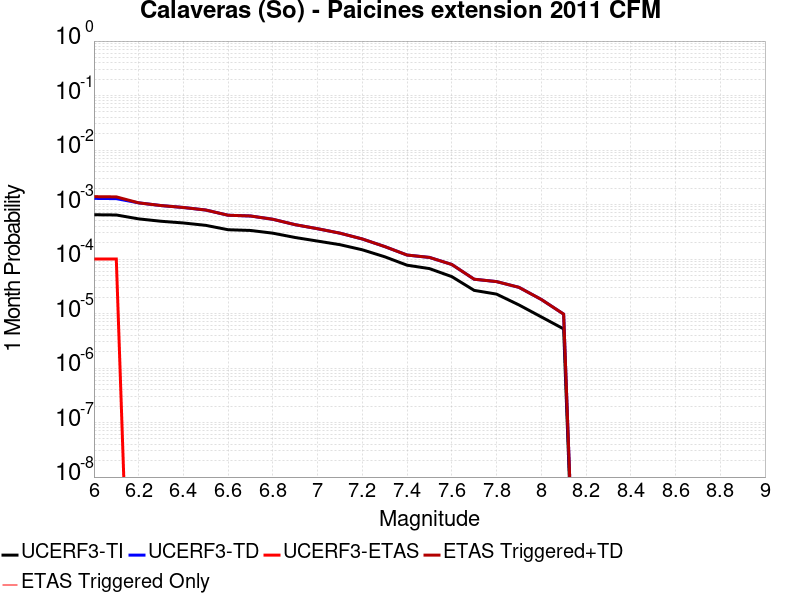 Calaveras (So) - Paicines extension 2011 CFM
10^0
10^-1
10^-2
10^-3
10^-4
10^-5
10^-6
10^-7
10^-8
1 Month Probability
6 6.2 6.4 6.6 6.8 7 7.2 7.4 7.6 7.8 8 8.2 8.4 8.6 8.8 9
Magnitude
UCERF3-TI UCERF3-TD UCERF3-ETAS ETAS Triggered+TD
ETAS Triggered Only